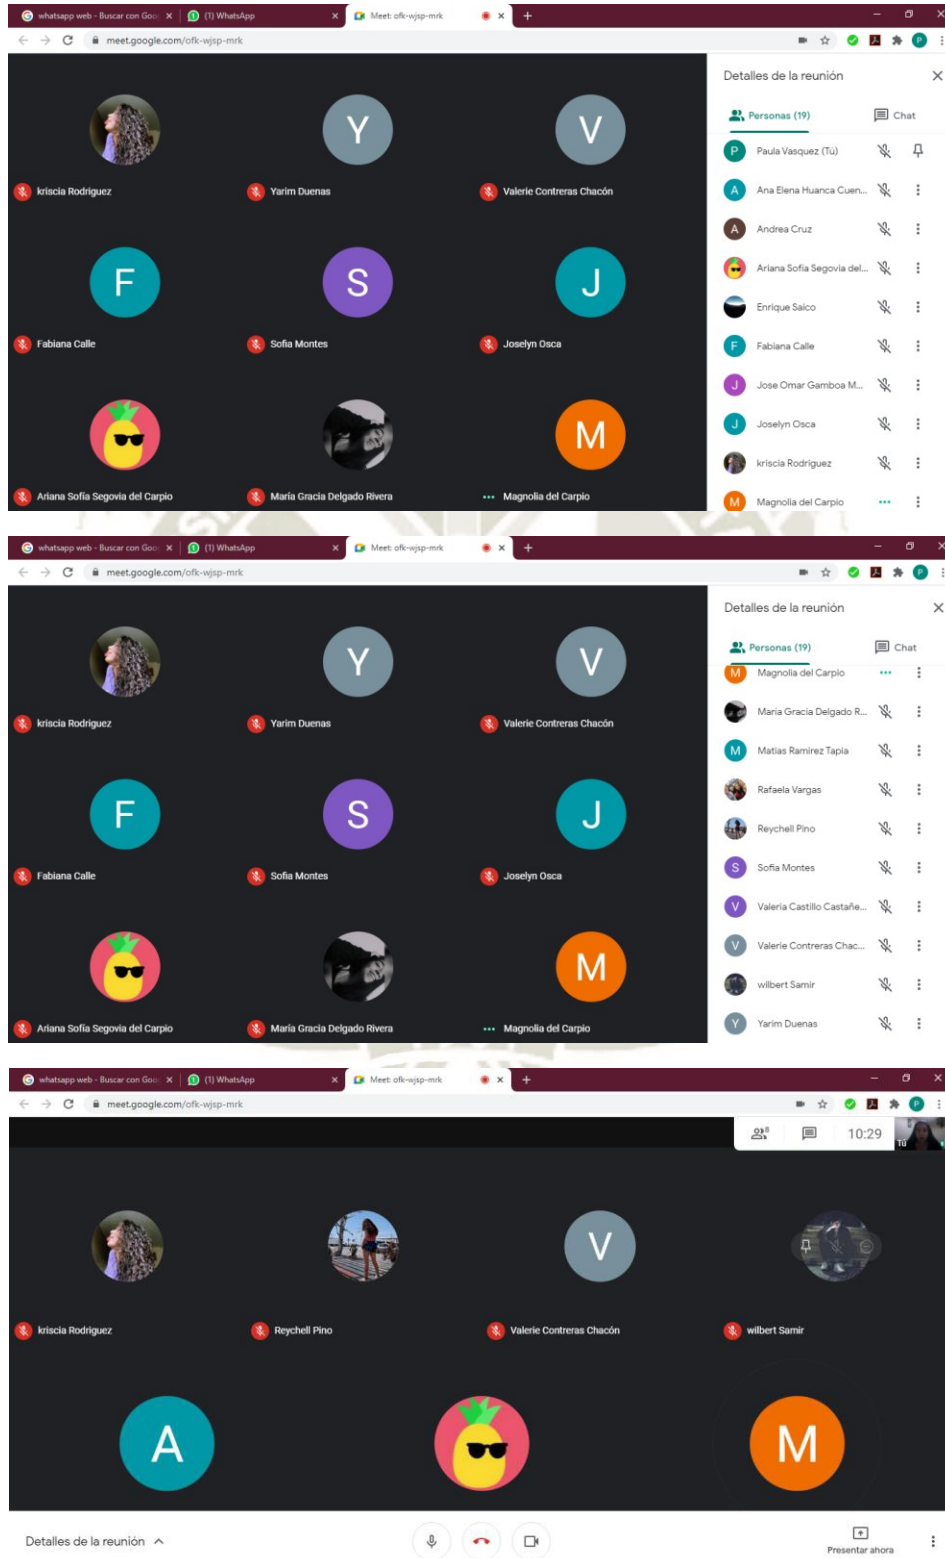 whatsapp web - Buscar con Goo
(1) WhatsApp
Meet: ofk-wjsp-mrk
meet.google.com/ofk-wjsp-mrk
P
Y
V
kriscia Rodriguez
Yarim Duenas
Valerie Contreras Chacón
F
S
J
Fabiana Calle
Sofia Montes
Joselyn Osca
M
Ariana Sofía Segovia del Carpio
María Gracia Delgado Rivera
Magnolia del Carpio
Detalles de la reunión
Personas (19)
Chat
P Paula Vasquez (Tú)
A Ana Elena Huanca Cuen...
A Andrea Cruz
Ariana Sofía Segovia del...
Enrique Saico
F Fabiana Calle
J Jose Omar Gamboa M...
J Joselyn Osca
kriscia Rodriguez
M Magnolia del Carpio
whatsapp web - Buscar con Goo
(1) WhatsApp
Meet: ofk-wjsp-mrk
meet.google.com/ofk-wjsp-mrk
P
Y
V
kriscia Rodriguez
Yarim Duenas
Valerie Contreras Chacón
F
S
J
Fabiana Calle
Sofia Montes
Joselyn Osca
M
Ariana Sofía Segovia del Carpio
María Gracia Delgado Rivera
Magnolia del Carpio
Detalles de la reunión
Personas (19)
Chat
M Magnolia del Carpio
María Gracia Delgado R...
M Matias Ramirez Tapia
Rafaela Vargas
Reychell Pino
S Sofia Montes
V Valeria Castillo Castañe...
V Valerie Contreras Chac...
wilbert Samir
Y Yarim Duenas
whatsapp web - Buscar con Goo
(1) WhatsApp
Meet: ofk-wjsp-mrk
meet.google.com/ofk-wjsp-mrk
P
8
10:29
Tú
V
kriscia Rodriguez
Reychell Pino
Valerie Contreras Chacón
wilbert Samir
A
M
Detalles de la reunión
Presentar ahora